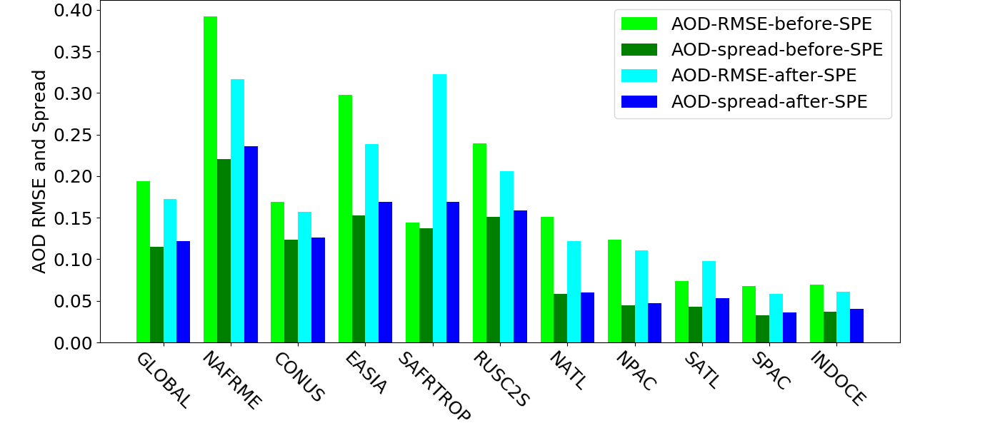 AOD RMSE and Spread
0.40
0.35
0.30
0.25
0.20
0.15
0.10
0.05
0.00
AOD-RMSE-before-SPE
AOD-spread-before-SPE
AOD-RMSE-after-SPE
AOD-spread-after-SPE
GLOBAL
NAFRME
CONUS
EASIA
SAFRTROP
RUSC2S
NATL
NPAC
SATL
SPAC
INDOCE